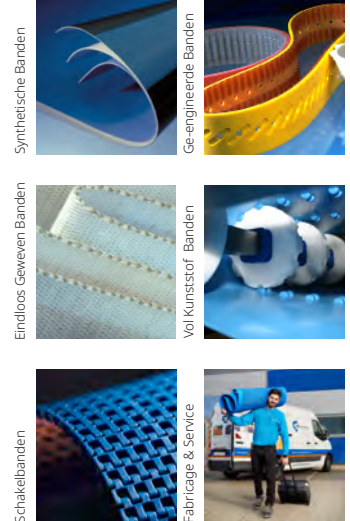 Synthetische Banden
Ge-engineerde Banden
Eindloos Geweven Banden
Vol Kunststof Banden
Schakelbanden
Fabricage & Service